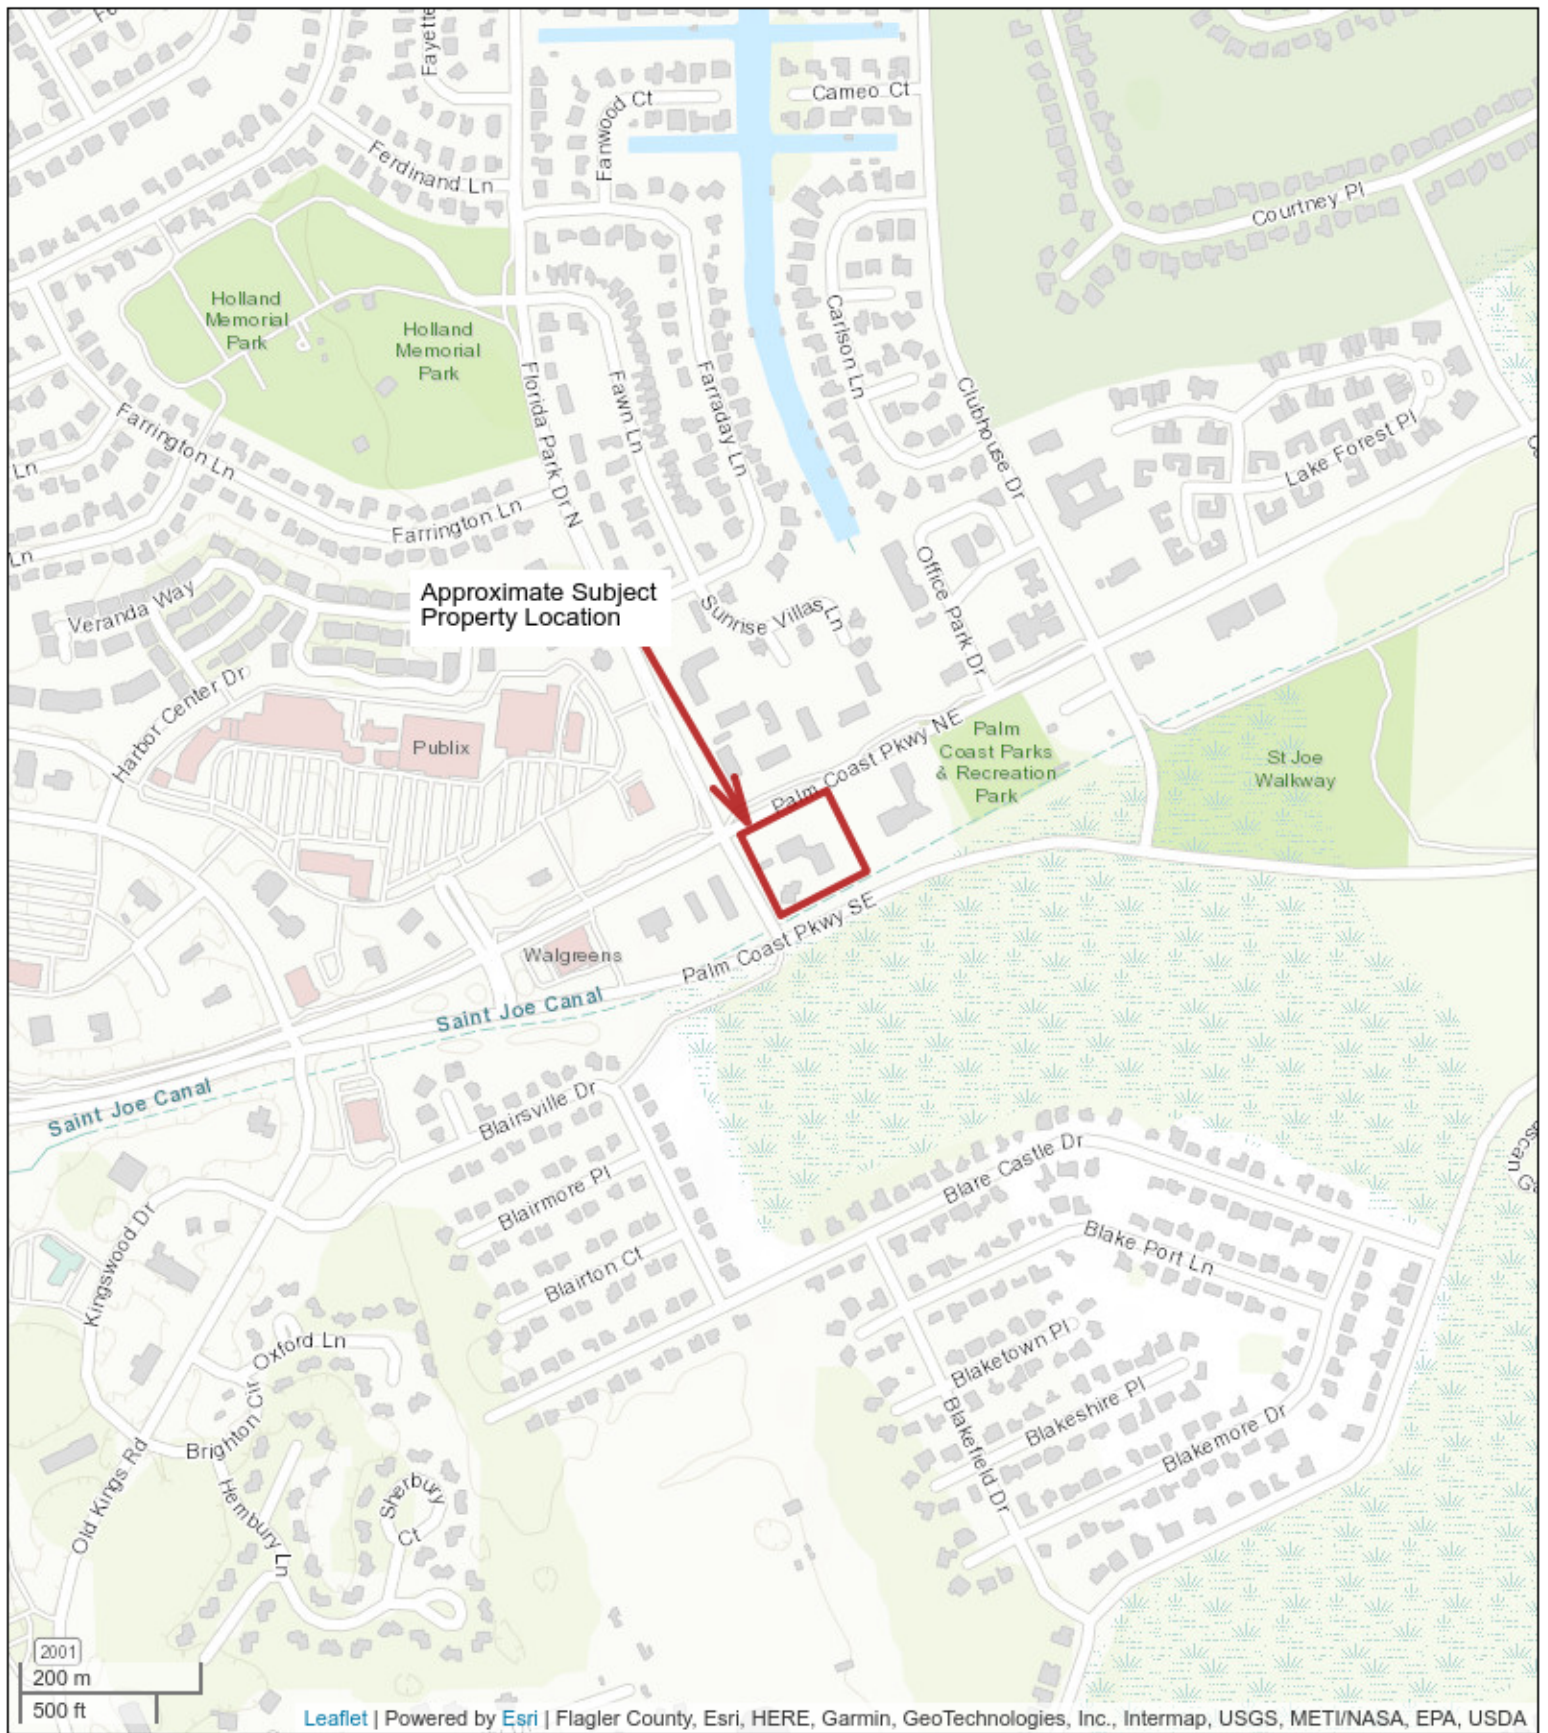 Fayette
Fanwood Ct
Cameo Ct
Ferdinand Ln
Courtney Pl
Holland
Memorial
Park
Holland
Memorial
Park
Carlson Ln
Florida Park Dr N
Fawn Ln
Farraday Ln
Clubhouse Dr
Farrington Ln
Ln
Lake Forest Pl
Farrington Ln
Ln
Office Park Dr
Veranda Way
Approximate Subject
Property Location
Sunrise Villas Ln
Harbor Center Dr
Publix
Palm Coast Pkwy NE
Palm
Coast Parks
& Recreation
Park
St Joe
Walkway
Walgreens
Palm Coast Pkwy SE
Saint Joe Canal
Saint Joe Canal
Blairsville Dr
Blare Castle Dr
Blairmore Pl
Kingswood Dr
Blake Port Ln
Blairton Ct
Oxford Ln
Blaketown Pl
Brighton Cir
Blakeshire Pl
Blakefield Dr
Blakemore Dr
Old Kings Rd
Hembury Ln
Sherbury
Ct
2001
200 m
500 ft
Leaflet | Powered by Esri | Flagler County, Esri, HERE, Garmin, GeoTechnologies, Inc., Intermap, USGS, METI/NASA, EPA, USDA